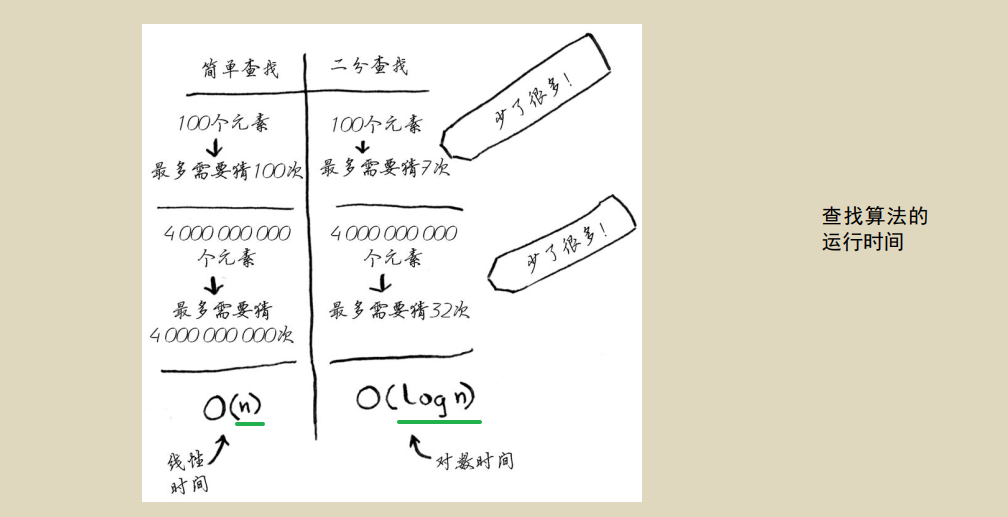 简单查找
二分查找
100个元素
最多需要猜100次
100个元素
最多需要猜7次
少了很多！
4 000 000 000
个元素
最多需要猜
4 000 000 000次
4 000 000 000
个元素
最多需要猜32次
少了很多！
O(n)
线性
时间
O(log n)
对数时间
查找算法的
运行时间